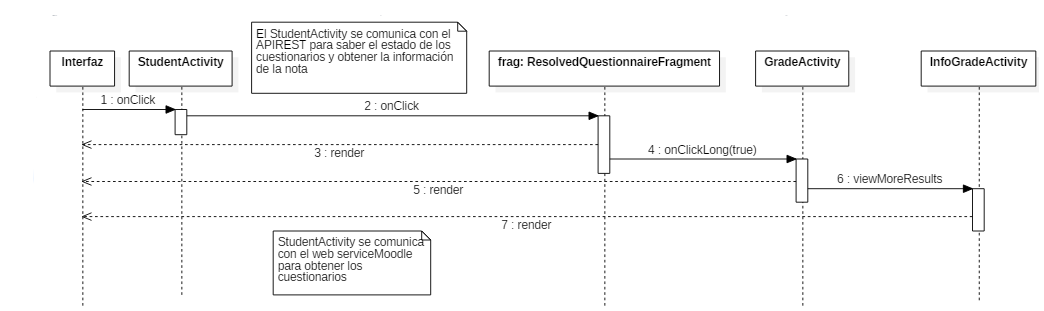 El StudentActivity se comunica con el
APIREST para saber el estado de los
cuestionarios y obtener la información
de la nota
Interfaz
StudentActivity
frag: ResolvedQuestionnaireFragment
GradeActivity
InfoGradeActivity
1 : onClick
2 : onClick
3 : render
4 : onClickLong(true)
5 : render
6 : viewMoreResults
7 : render
StudentActivity se comunica
con el web serviceMoodle
para obtener los
cuestionarios